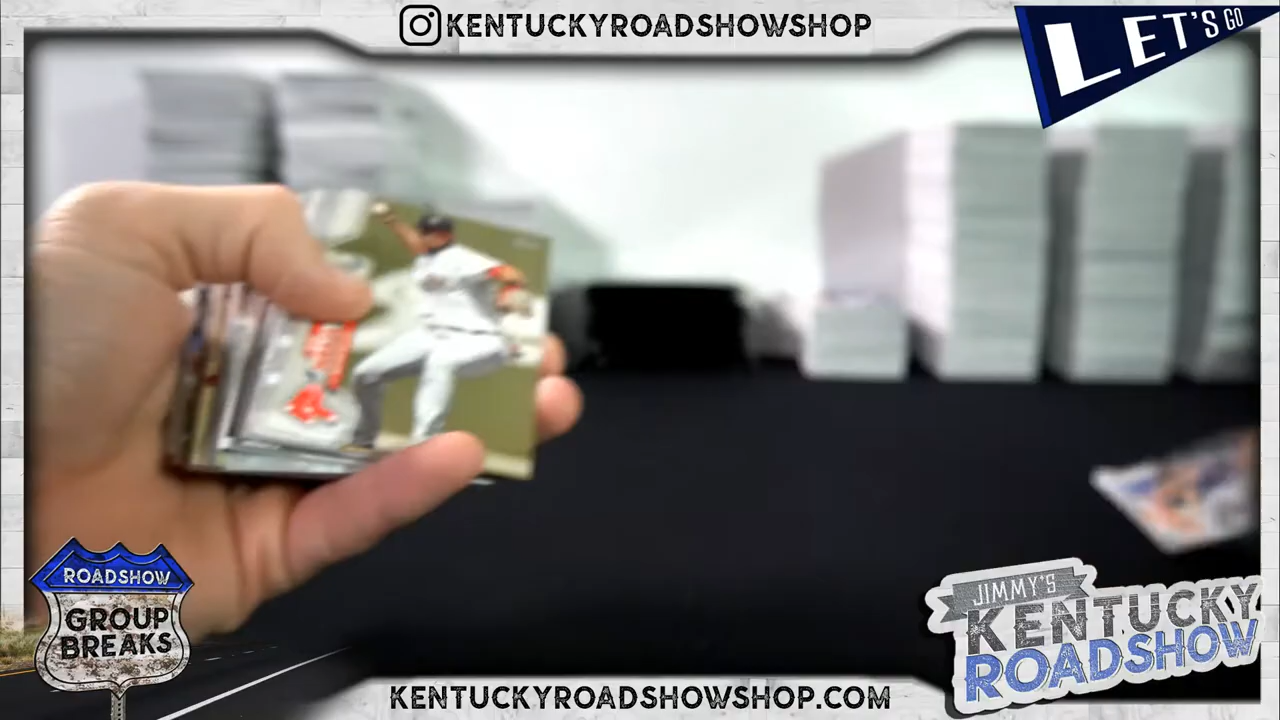 KENTUCKYROADSHOWSHOP
LET'S GO
ROADSHOW
GROUP
BREAKS
JIMMY'S
KENTUCKY
ROADSHOW
KENTUCKYROADSHOWSHOP.COM